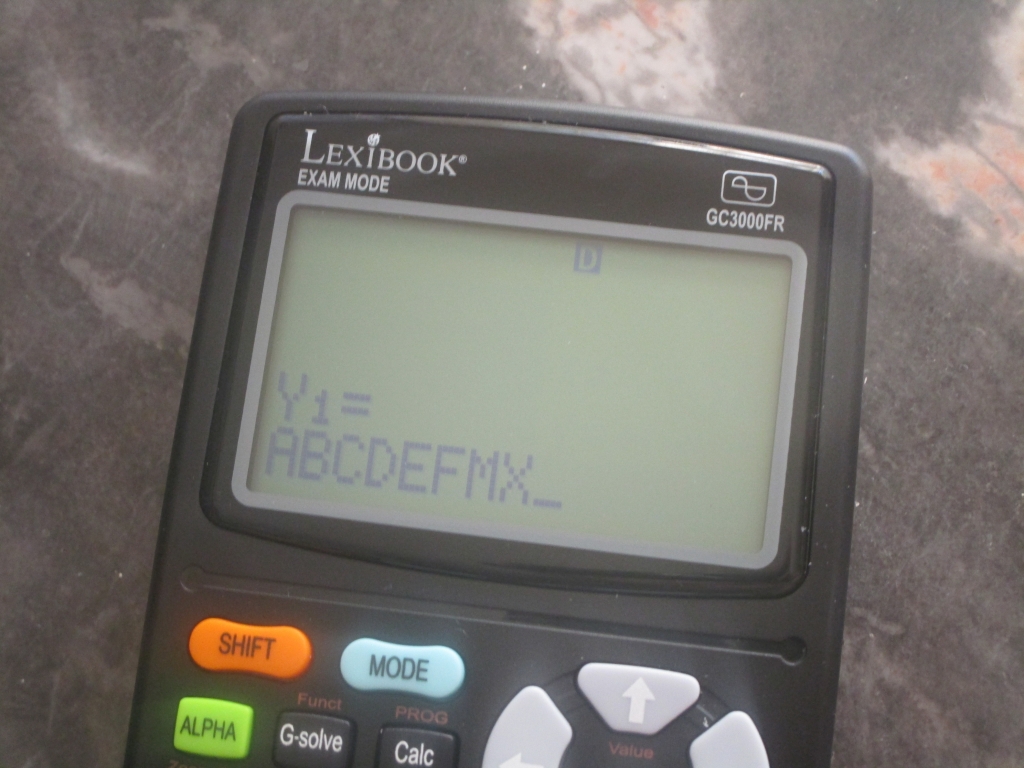 LEXIBOOK®
EXAM MODE
GC3000FR
D
Y1=
ABCDEFMX_
SHIFT
MODE
ALPHA
Funct
G-solve
PROG
Calc
Value